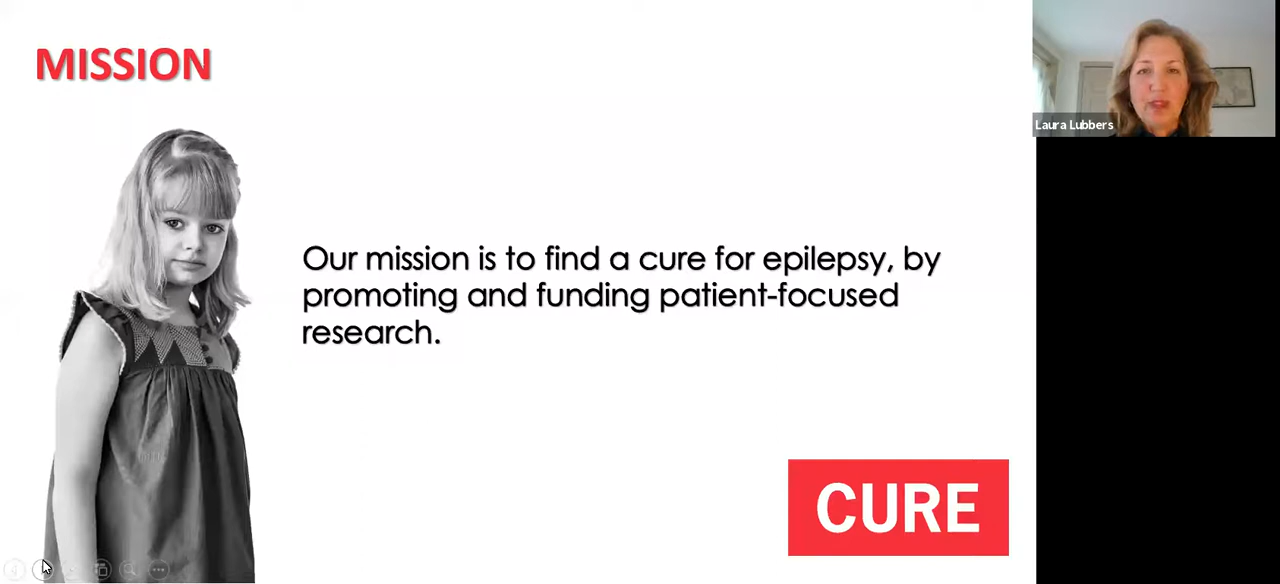 MISSION
Laura Lubbers
Our mission is to find a cure for epilepsy, by
promoting and funding patient-focused
research.
CURE